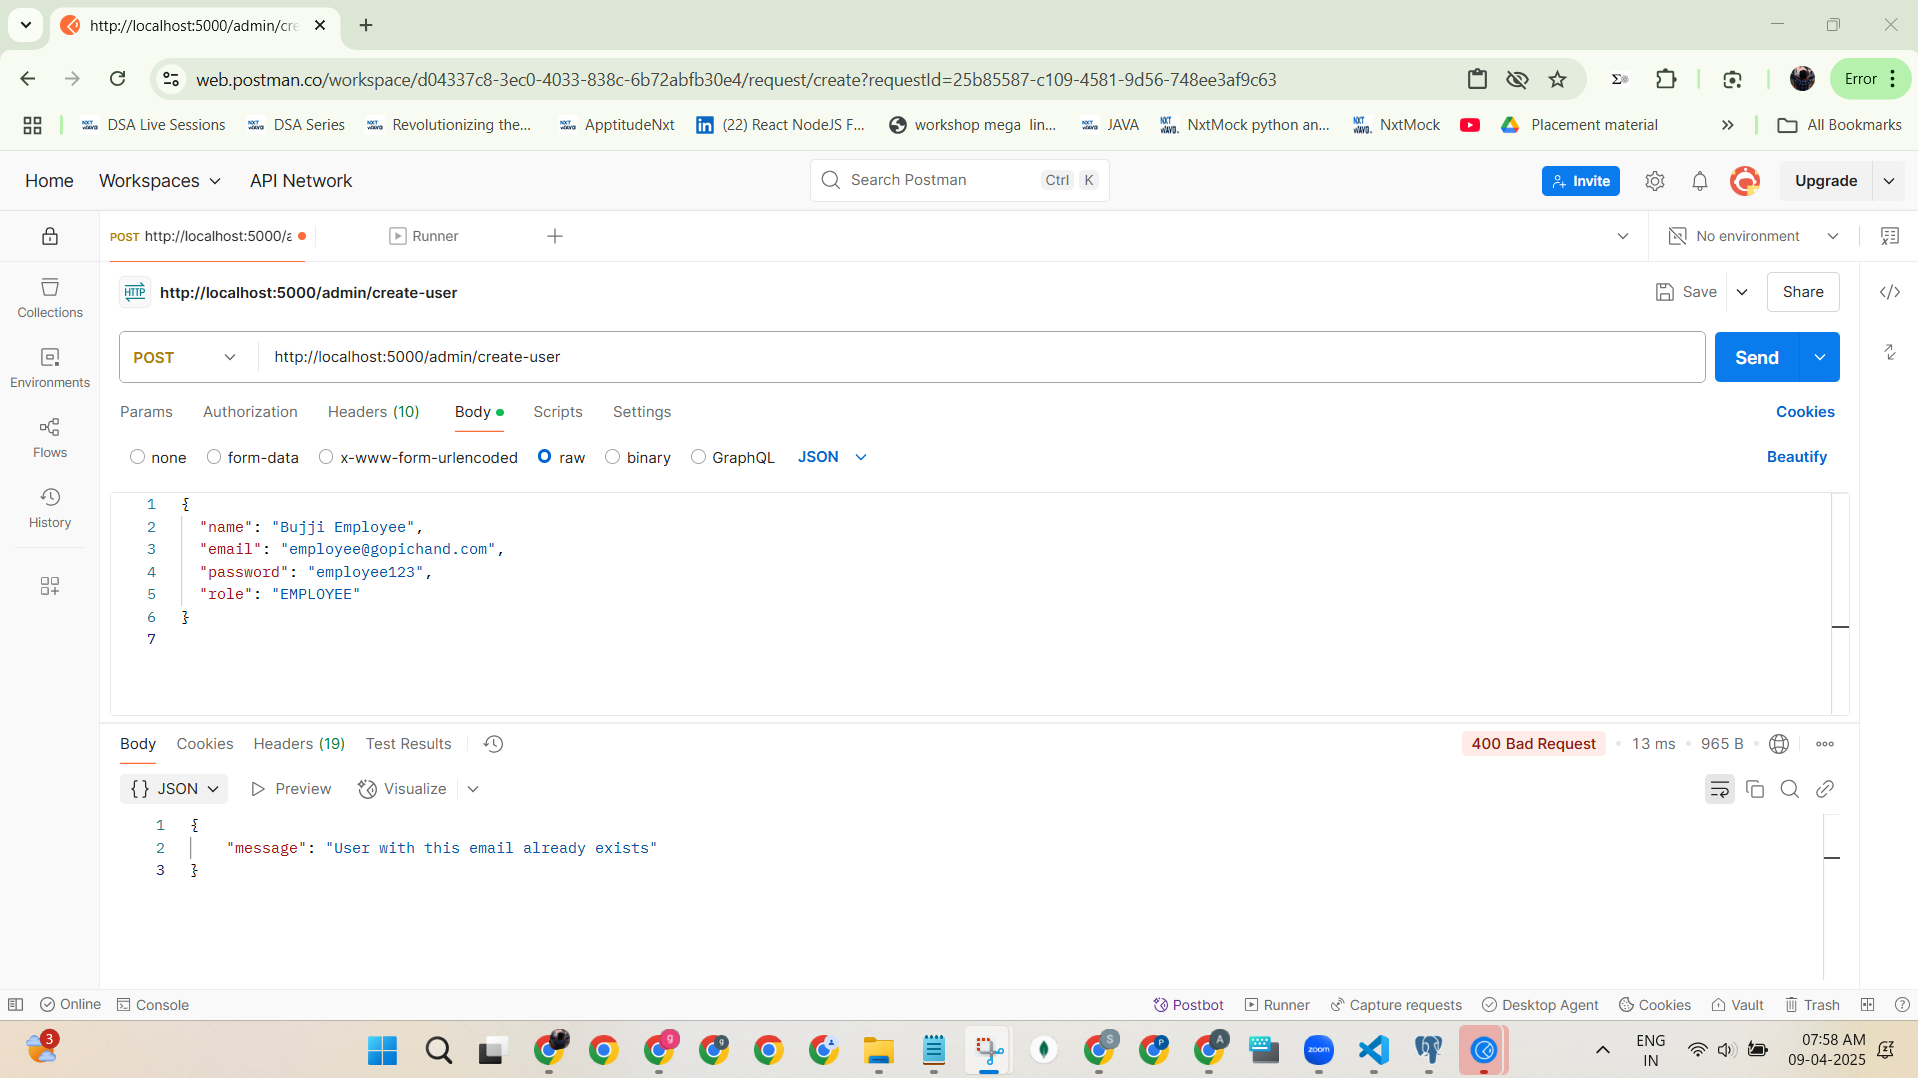 http://localhost:5000/admin/cre
web.postman.co/workspace/d04337c8-3ec0-4033-838c-6b72abfb30e4/request/create?requestId=25b85587-c109-4581-9d56-748ee3af9c63
Error
DSA Live Sessions
DSA Series
Revolutionizing the...
ApptitudeNxt
(22) React NodeJS F...
workshop mega lin...
JAVA
NxtMock python an...
NxtMock
Placement material
All Bookmarks
Home
Workspaces
API Network
Search Postman
Ctrl K
Invite
Upgrade
POST http://localhost:5000/a
Runner
No environment
HTTP http://localhost:5000/admin/create-user
Save
Share
Collections
Environments
Flows
History
POST
http://localhost:5000/admin/create-user
Send
Params Authorization Headers (10) Body Scripts Settings
Cookies
none form-data x-www-form-urlencoded raw binary GraphQL JSON
Beautify
1 {
2 "name": "Bujji Employee",
3 "email": "employee@gopichand.com",
4 "password": "employee123",
5 "role": "EMPLOYEE"
6 }
7
Body Cookies Headers (19) Test Results
400 Bad Request • 13 ms • 965 B
{} JSON Preview Visualize
1 {
2 "message": "User with this email already exists"
3 }
Online Console
Postbot Runner Capture requests Desktop Agent Cookies Vault Trash
3
g
g
S
P
A
zoom
ENG
IN
07:58 AM
09-04-2025